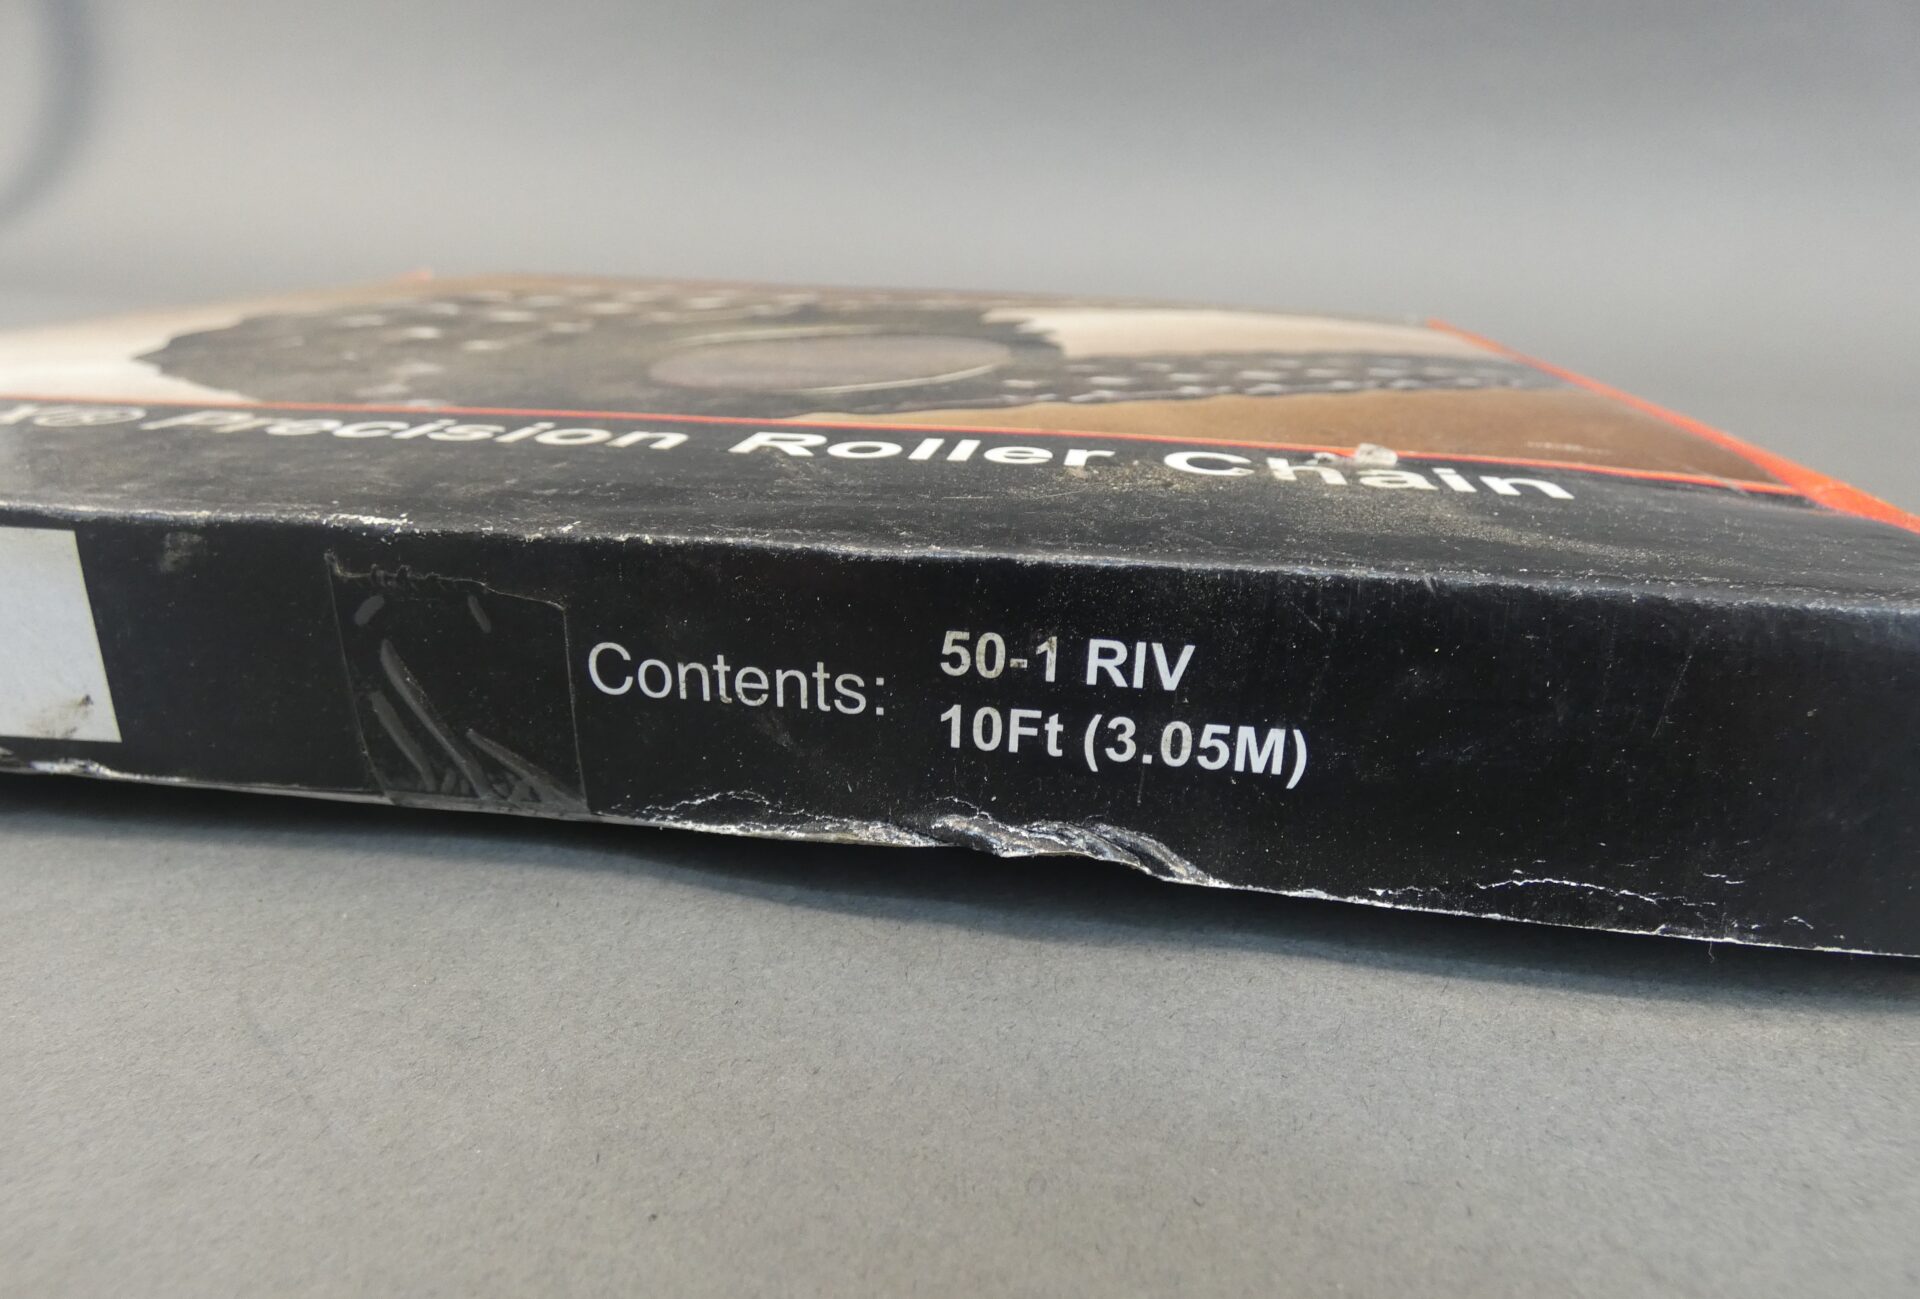 Precision Roller Chain
Contents:
50-1 RIV
10Ft (3.05M)